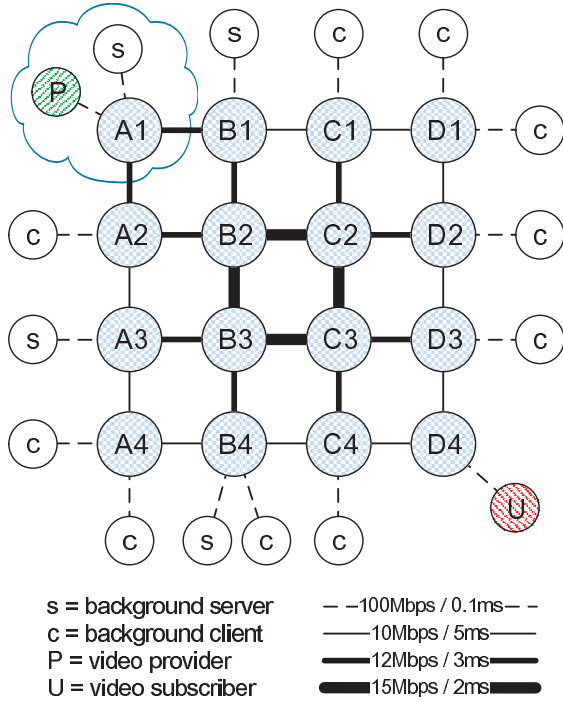 s s c c
P
A1 B1 C1 D1 c
c A2 B2 C2 D2 c
s A3 B3 C3 D3 c
c A4 B4 C4 D4
U
c s c c
s = background server
c = background client
P = video provider
U = video subscriber
100Mbps / 0.1ms
10Mbps / 5ms
12Mbps / 3ms
15Mbps / 2ms